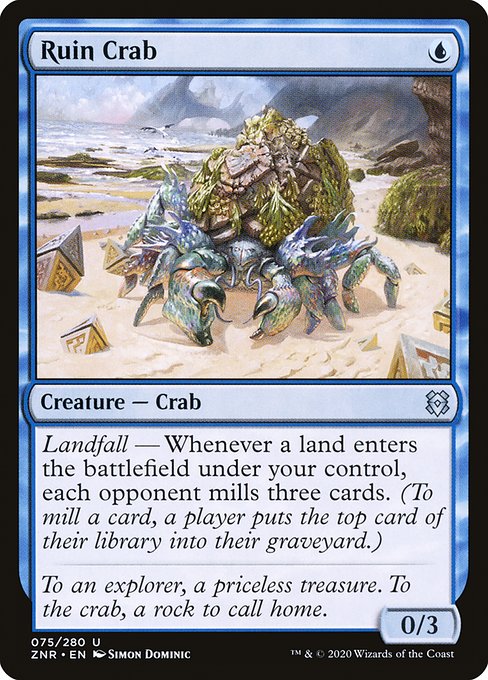 Ruin Crab
Creature — Crab
Landfall — Whenever a land enters
the battlefield under your control,
each opponent mills three cards. (To
mill a card, a player puts the top card of
their library into their graveyard.)
To an explorer, a priceless treasure. To
the crab, a rock to call home.
0/3
075/280 U
ZNR • EN Simon Dominic
™ & © 2020 Wizards of the Coast